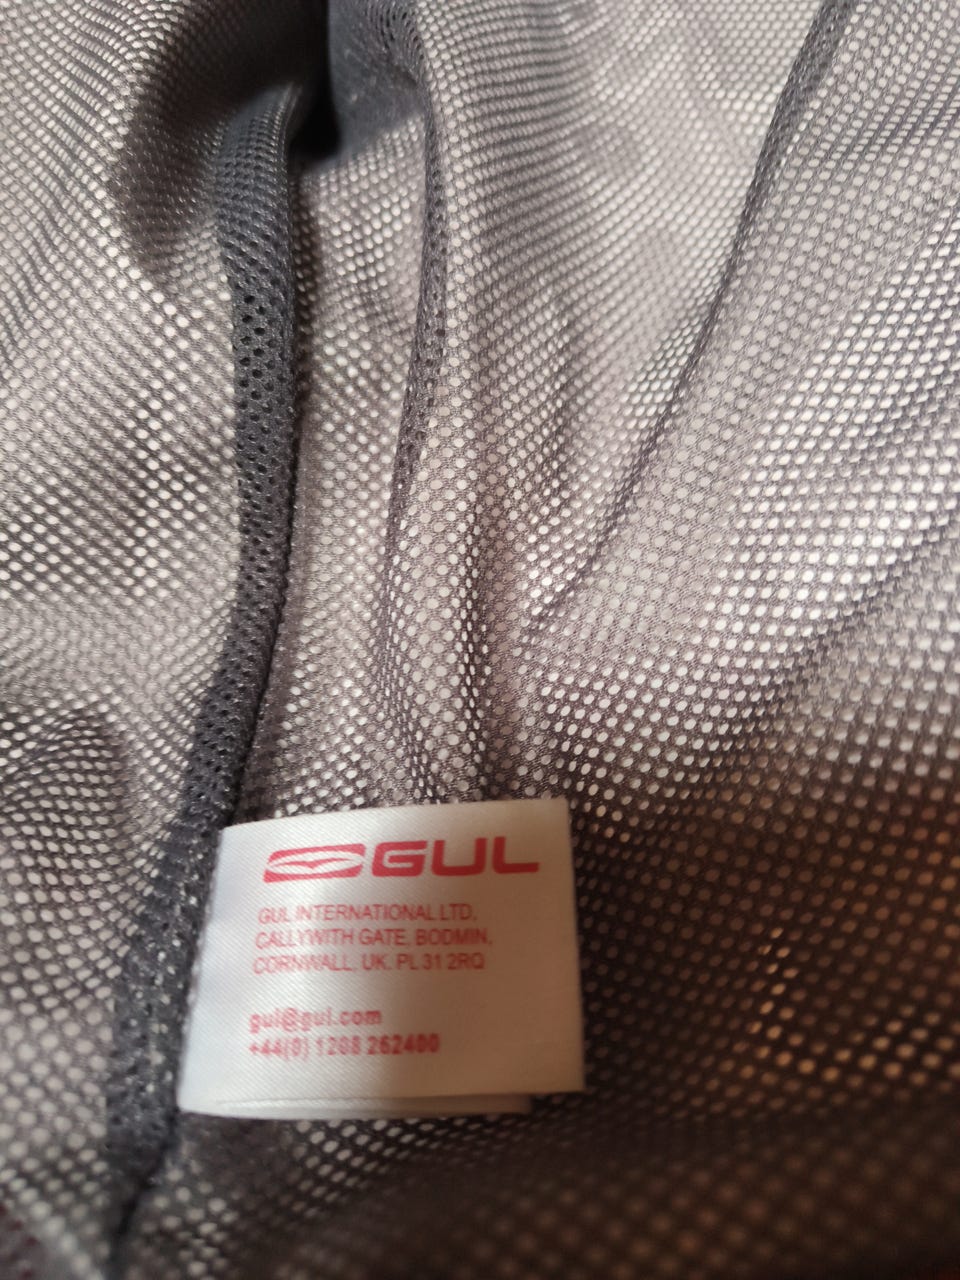 GUL
GUL INTERNATIONAL LTD,
CALLYWITH GATE, BODMIN,
CORNWALL, UK. PL31 2RQ
gul@gul.com
+44(0) 1208 262400